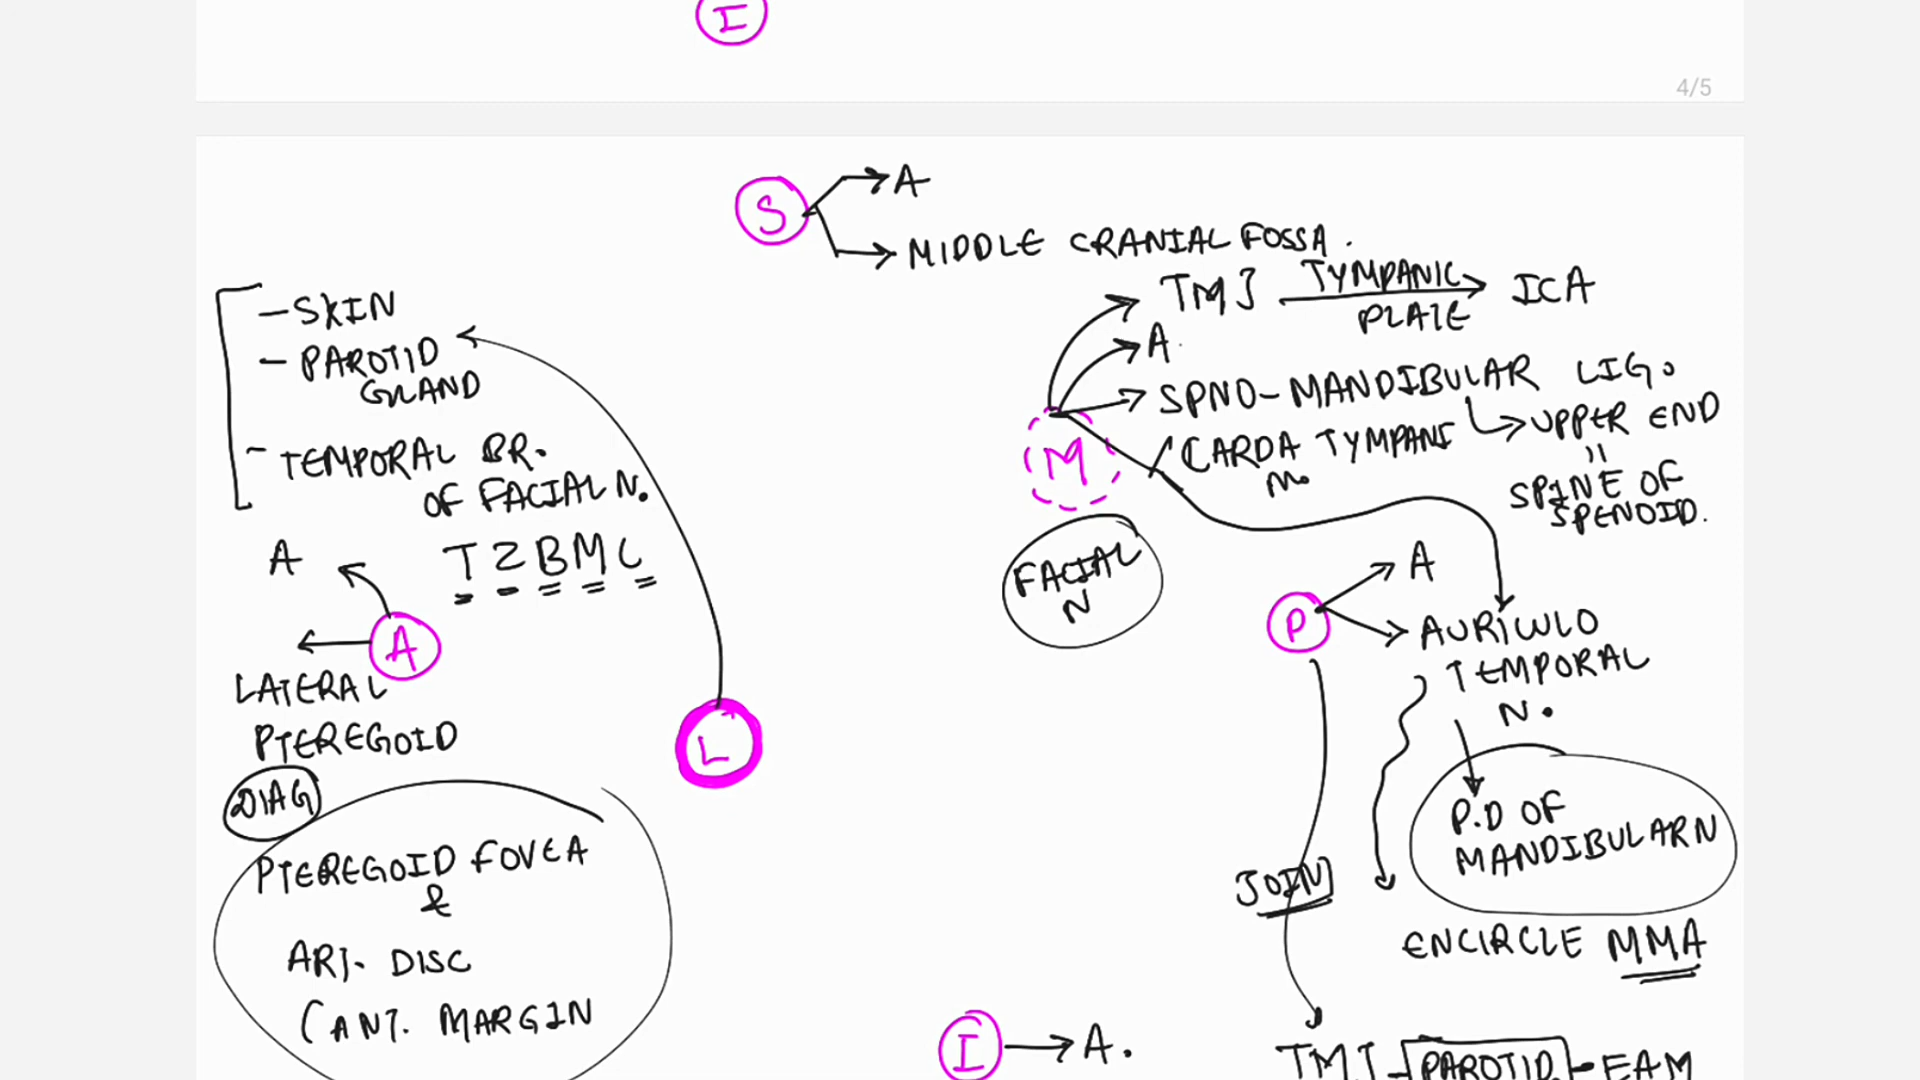 I
4/5
S
A
MIDDLE CRANIAL FOSSA.
TMJ TYMPANIC ICA
PLATE
A.
SPNO-MANDIBULAR LIG.
UPPER END
SPINE OF
SPENOID.
CARDA TYMPANI
N.
M
FACIAL
N
- SKIN
- PAROTID
GLAND
- TEMPORAL BR.
OF FACIAL N.
T Z B M C
A
A
LATERAL
PTEREGOID
DIAG
PTEREGOID FOVEA
&
ART. DISC
(ANT. MARGIN
L
P
A
AURICULO
TEMPORAL
N.
P.D OF
MANDIBULAR N
ENCIRCLE MMA
JOIN
TMJ - PAROTID - EAM
I
A.